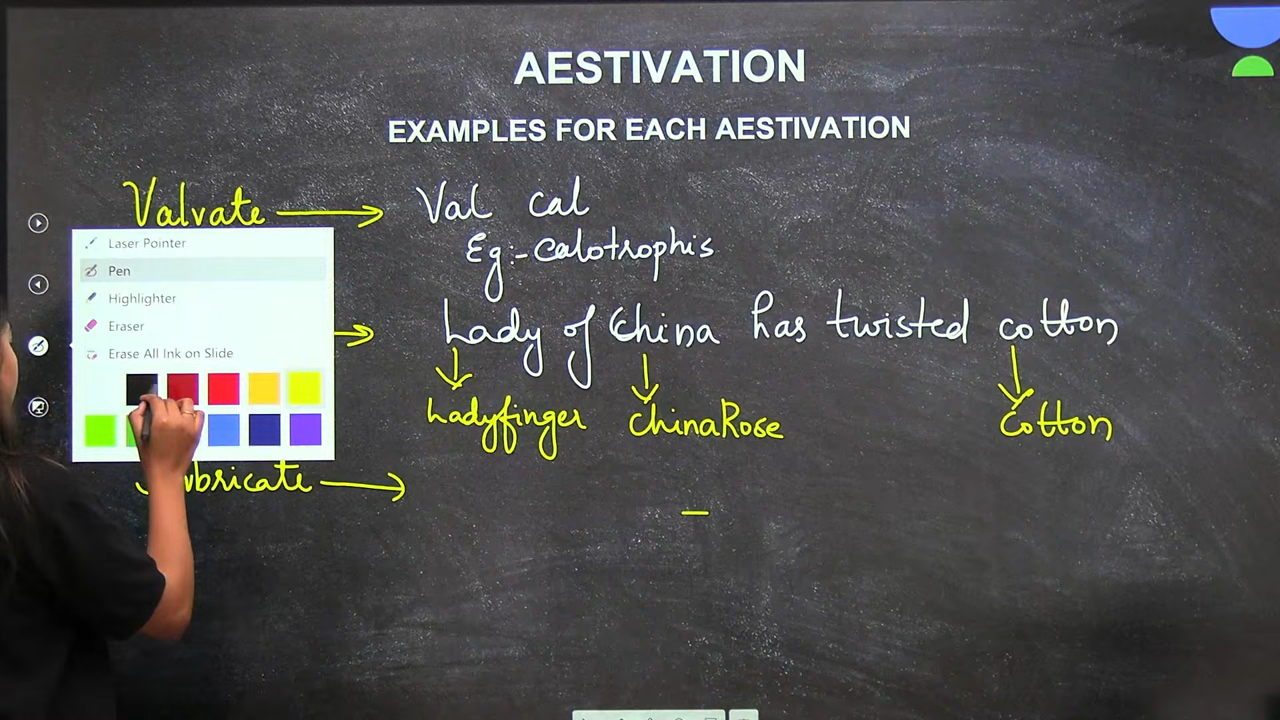 AESTIVATION
EXAMPLES FOR EACH AESTIVATION
Valvate → Val cal
Eg:- Calotrophis
Laser Pointer
Pen
Highlighter
Eraser
Erase All Ink on Slide
→ Lady of China has twisted cotton
Ladyfinger ChinaRose Cotton